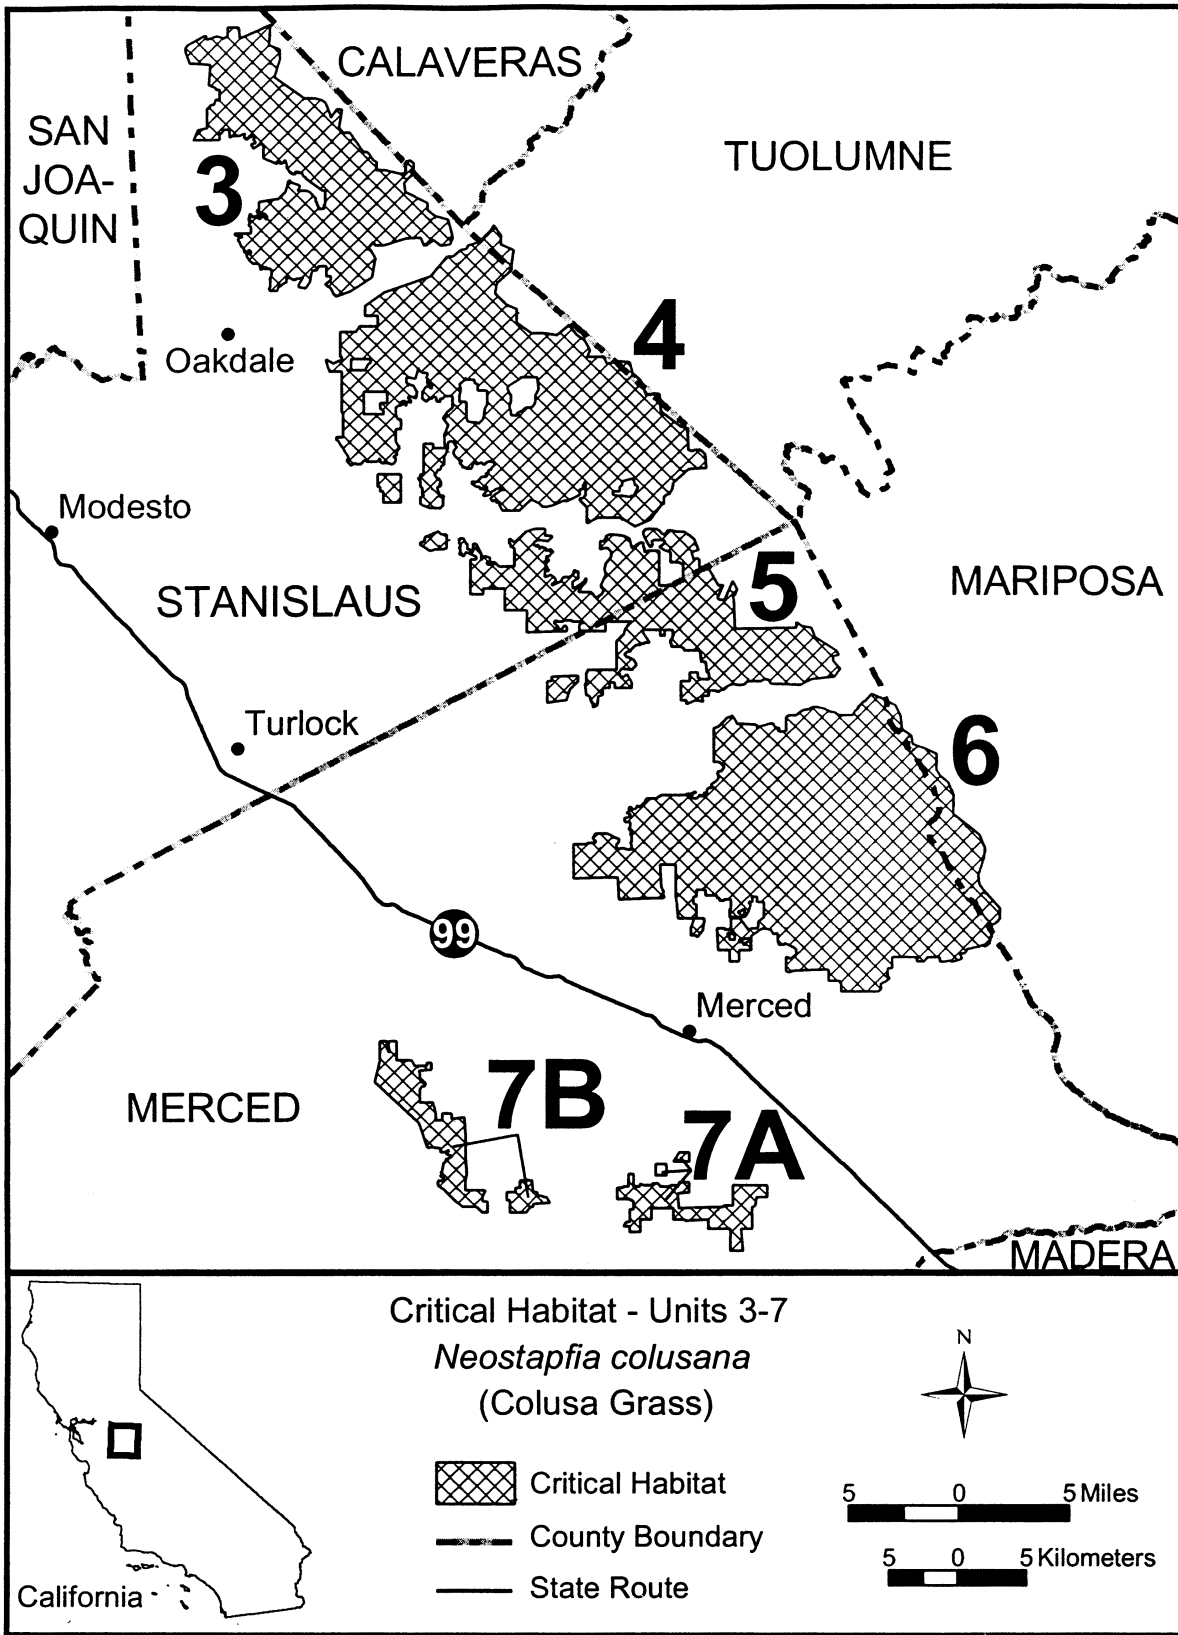 CALAVERAS
SAN
JOA-
QUIN
TUOLUMNE
3
4
Oakdale
Modesto
STANISLAUS
5
MARIPOSA
Turlock
6
99
Merced
MERCED
7B
7A
MADERA
Critical Habitat - Units 3-7
Neostapfia colusana
(Colusa Grass)
N
Critical Habitat
County Boundary
State Route
5 0 5 Miles
5 0 5 Kilometers
California